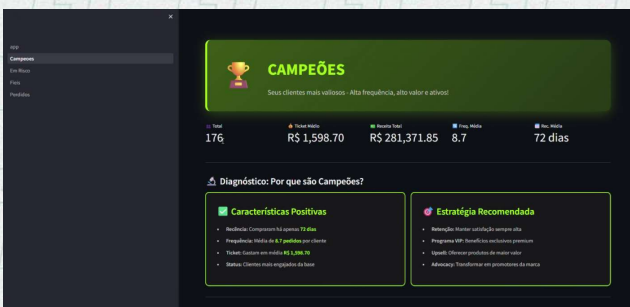 ×
app
Campeoes
Em Risco
Fieis
Perdidos
CAMPEÕES
Seus clientes mais valiosos - Alta frequência, alto valor e ativos!
Total
176
Ticket Médio
R$ 1,598.70
Receita Total
R$ 281,371.85
Freq. Média
8.7
Rec. Média
72 dias
Diagnóstico: Por que são Campeões?
Características Positivas
• Recência: Compraram há apenas 72 dias
• Frequência: Média de 8.7 pedidos por cliente
• Ticket: Gastam em média R$ 1,598.70
• Status: Clientes mais engajados da base
Estratégia Recomendada
• Retenção: Manter satisfação sempre alta
• Programa VIP: Benefícios exclusivos premium
• Upsell: Oferecer produtos de maior valor
• Advocacy: Transformar em promotores da marca